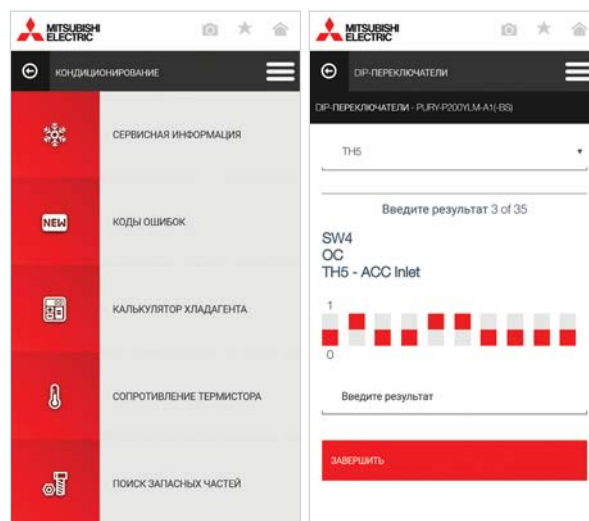 MITSUBISHI
ELECTRIC
КОНДИЦИОНИРОВАНИЕ
СЕРВИСНАЯ ИНФОРМАЦИЯ
NEW
КОДЫ ОШИБОК
КАЛЬКУЛЯТОР ХЛАДАГЕНТА
СОПРОТИВЛЕНИЕ ТЕРМИСТОРА
ПОИСК ЗАПАСНЫХ ЧАСТЕЙ
MITSUBISHI
ELECTRIC
DIP-ПЕРЕКЛЮЧАТЕЛИ
DIP-ПЕРЕКЛЮЧАТЕЛИ - PURY-P200YLM-A1(-BS)
TH5
Введите результат 3 of 35
SW4
OC
TH5 - ACC Inlet
1
0
Введите результат
ЗАВЕРШИТЬ